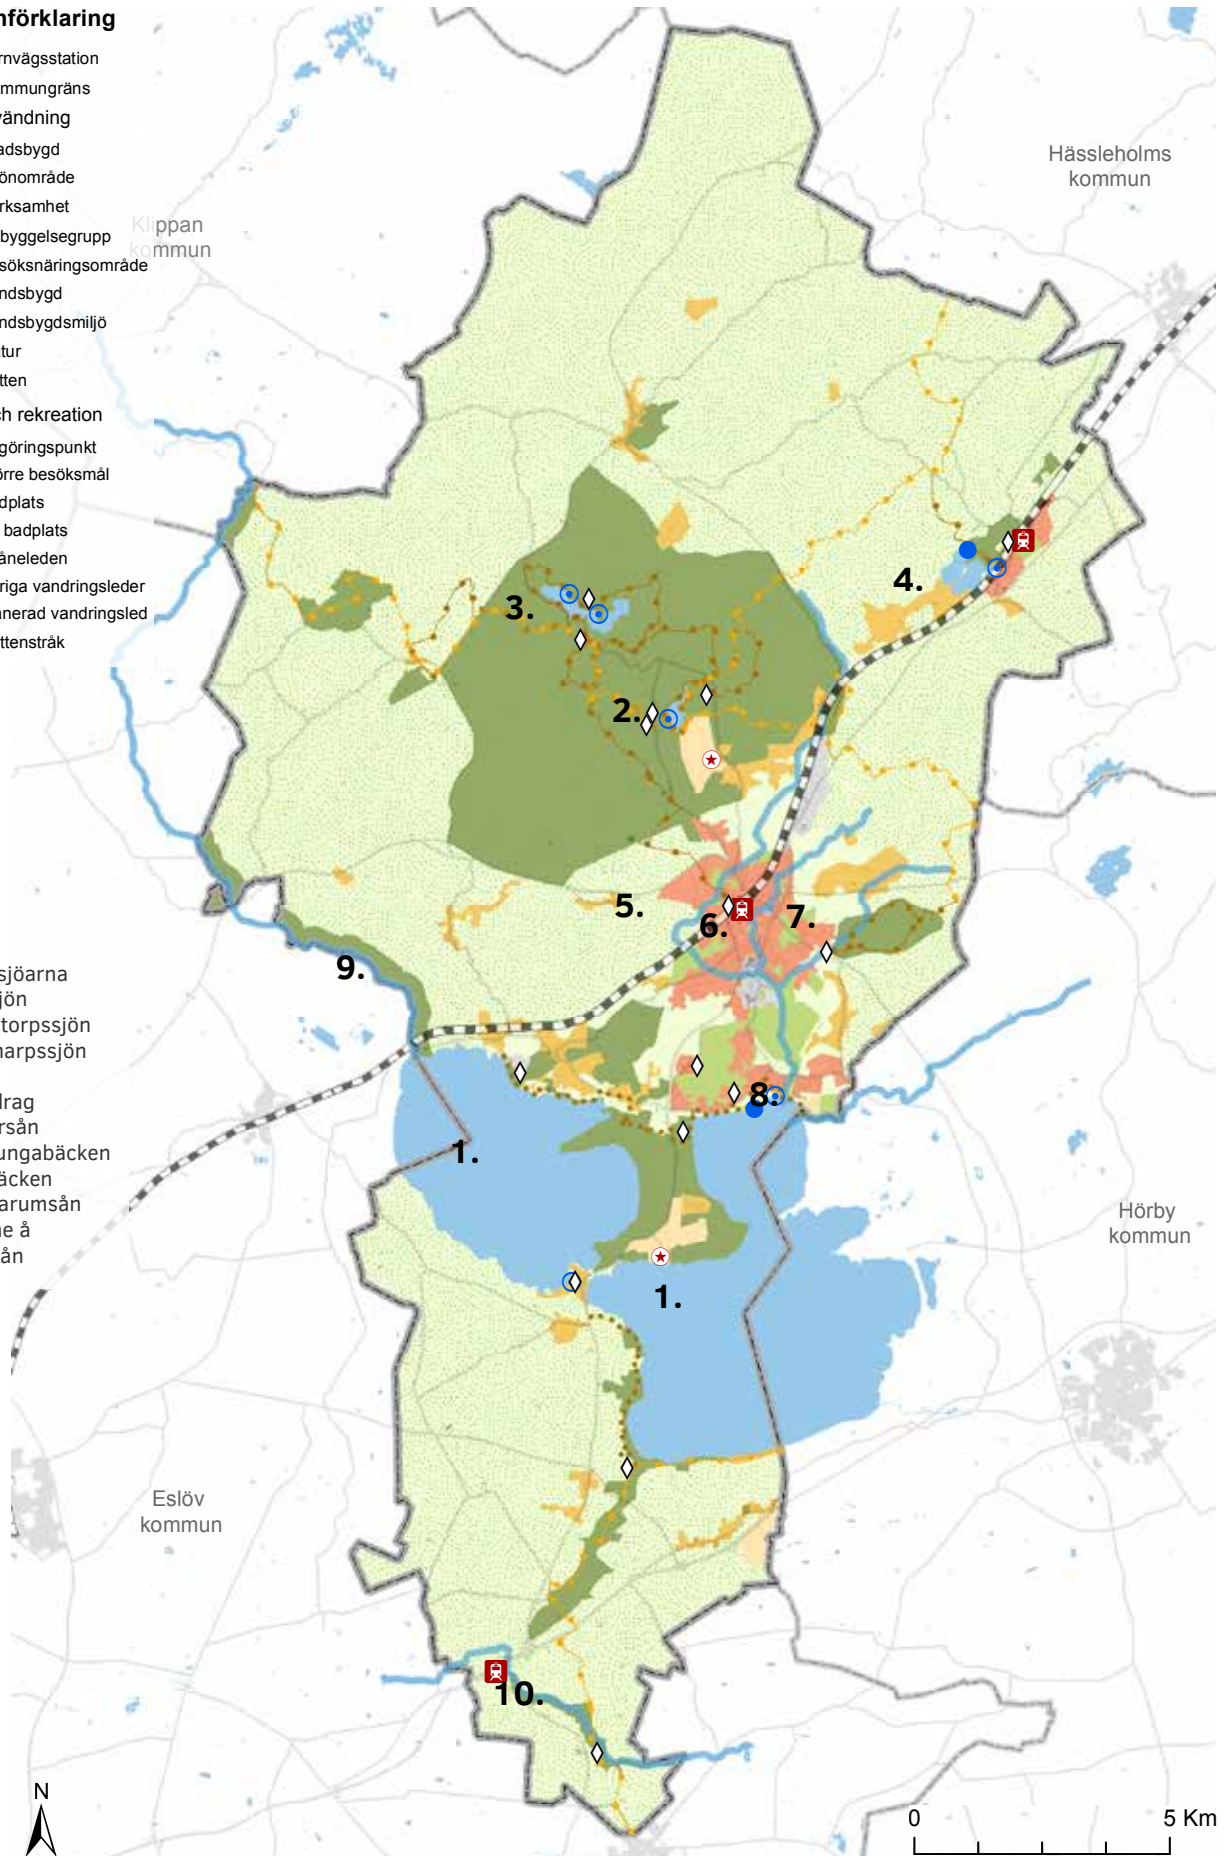 nförklaring
rnvägsstation
mmungräns
vändning
adsbygd
önområde
rksamhet
byggelsegrupp
söksnäringsområde
ndsbygd
ndsbygdsmiljö
tur
tten
ch rekreation
göringspunkt
örre besöksmål
dplats
badplats
åneleden
riga vandringsleder
nerad vandringsled
ttenstråk
Klippan
kommun
Hässleholms
kommun
4.
3.
2.
5.
6.
7.
9.
sjöarna
jön
torpssjön
narpssjön
drag
rsån
ungabäcken
äcken
arumsån
ne å
ån
8.
1.
1.
Hörby
kommun
Eslöv
kommun
10.
N
0 5 Km